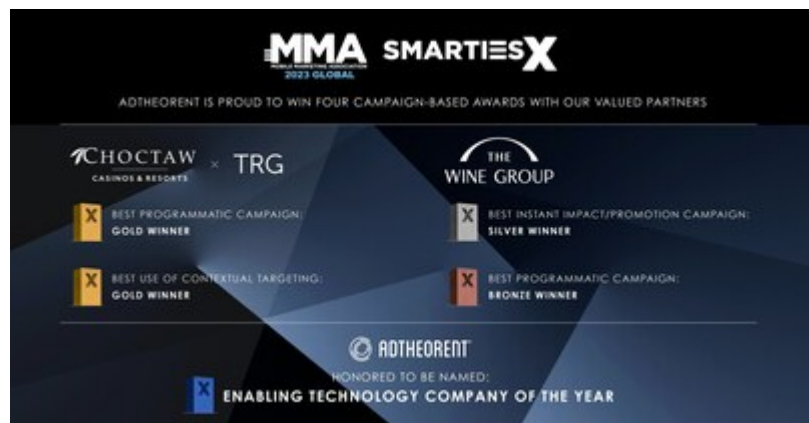 MMA SMARTIES X
MOBILE MARKETING ASSOCIATION
2023 GLOBAL
ADTHEORENT IS PROUD TO WIN FOUR CAMPAIGN-BASED AWARDS WITH OUR VALUED PARTNERS
CHOCTAW × TRG
CASINOS & RESORTS
THE
WINE GROUP
X BEST PROGRAMMATIC CAMPAIGN:
GOLD WINNER
X BEST USE OF CONTEXTUAL TARGETING:
GOLD WINNER
X BEST INSTANT IMPACT/PROMOTION CAMPAIGN:
SILVER WINNER
X BEST PROGRAMMATIC CAMPAIGN:
BRONZE WINNER
ADTHEORENT
HONORED TO BE NAMED:
X ENABLING TECHNOLOGY COMPANY OF THE YEAR